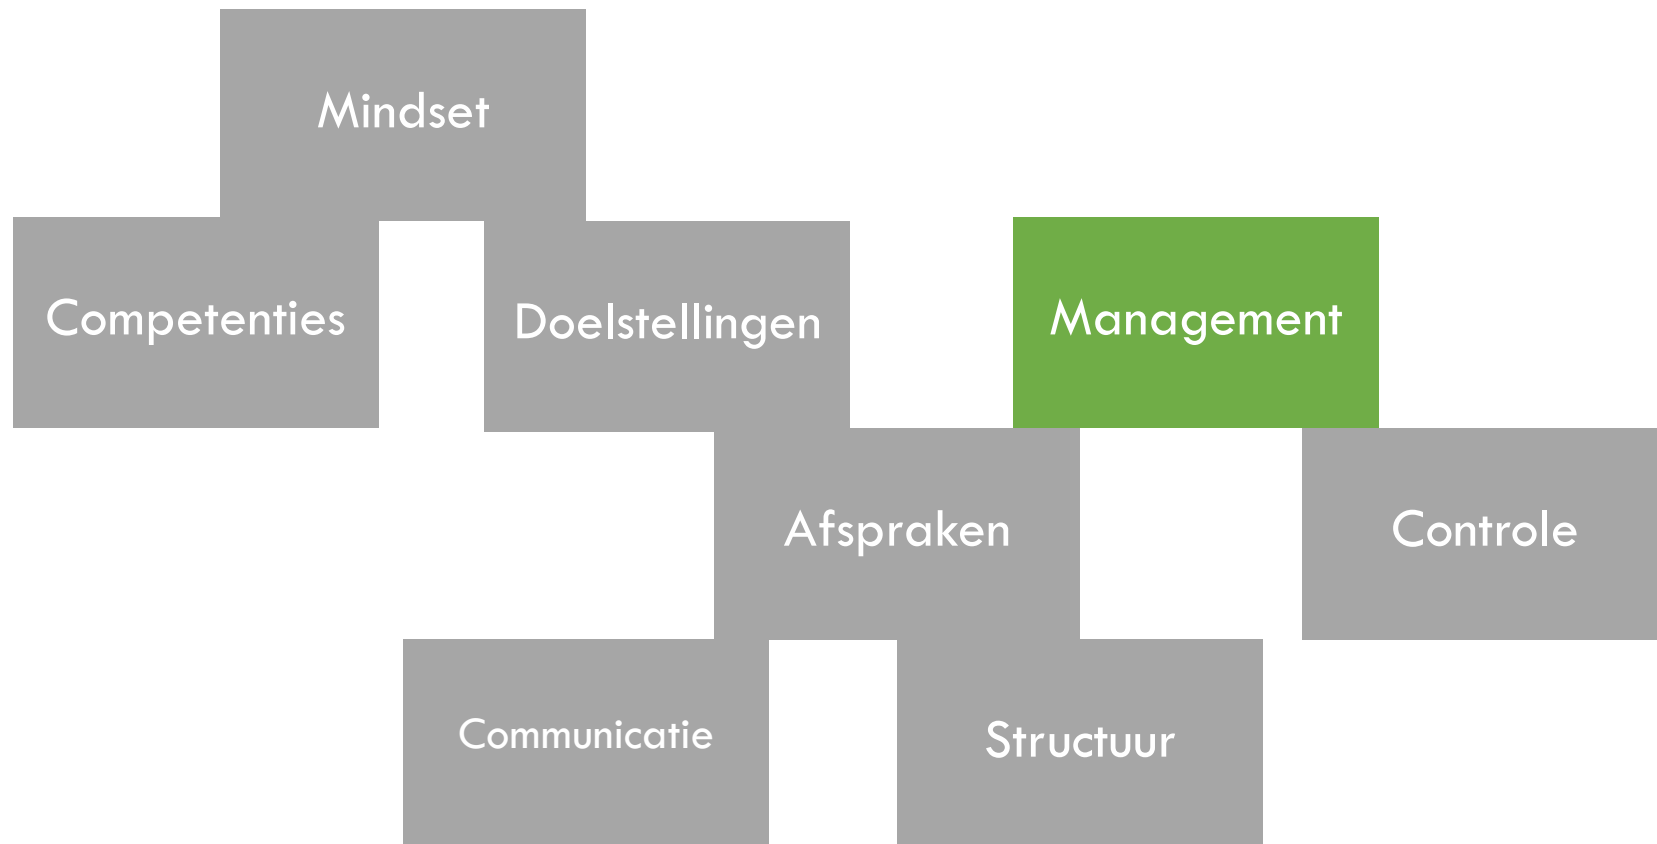 Mindset
Competenties
Doelstellingen
Management
Afspraken
Controle
Communicatie
Structuur